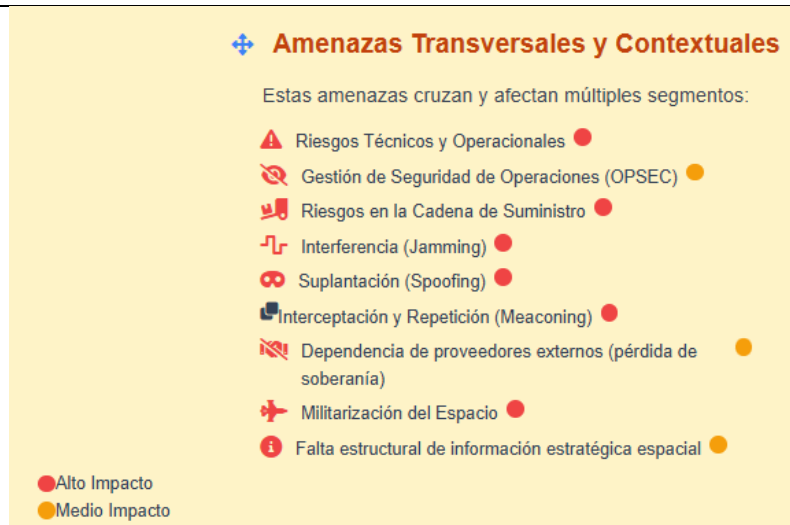 Amenazas Transversales y Contextuales
Estas amenazas cruzan y afectan múltiples segmentos:
Riesgos Técnicos y Operacionales
Gestión de Seguridad de Operaciones (OPSEC)
Riesgos en la Cadena de Suministro
Interferencia (Jamming)
Suplantación (Spoofing)
Interceptación y Repetición (Meaconing)
Dependencia de proveedores externos (pérdida de
soberanía)
Militarización del Espacio
Falta estructural de información estratégica espacial
Alto Impacto
Medio Impacto